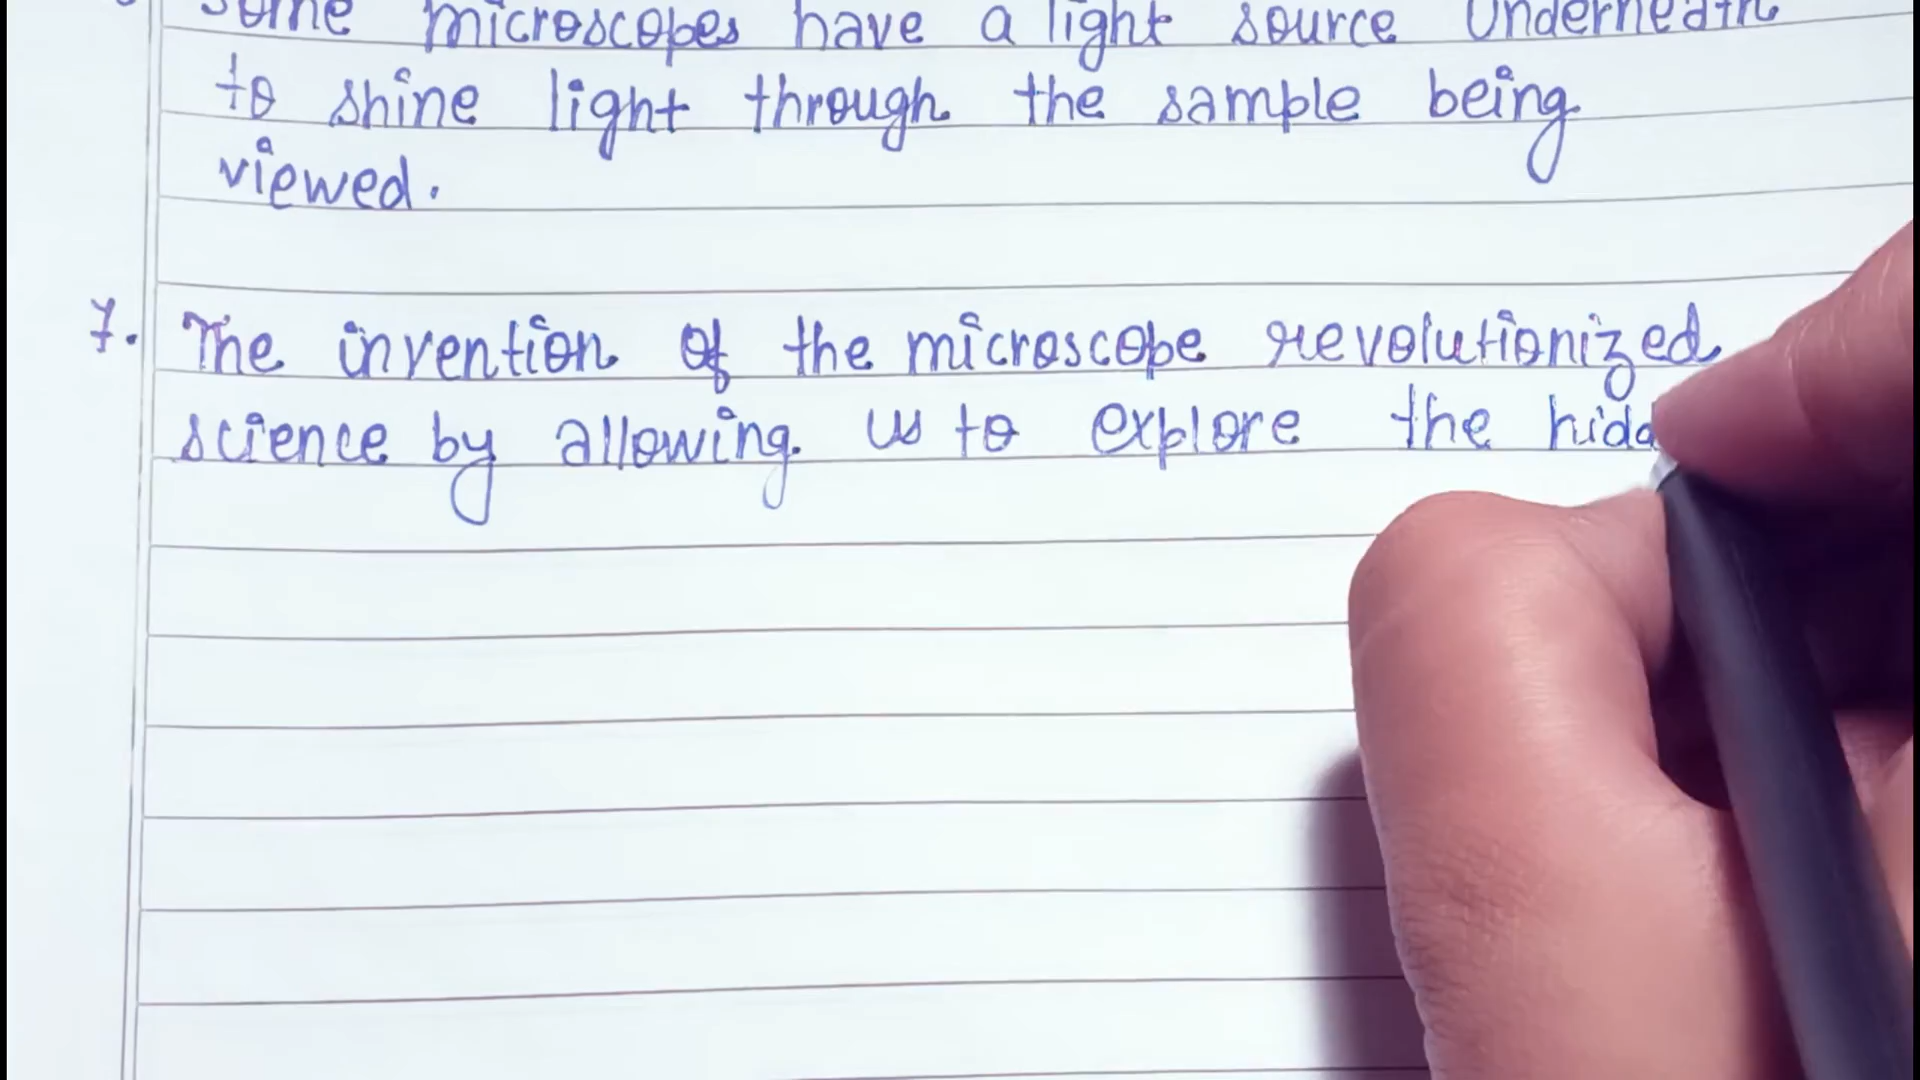 Some microscopes have a light source Underneath
to shine light through the sample being
viewed.
7. The invention of the microscope revolutionized
science by allowing us to explore the